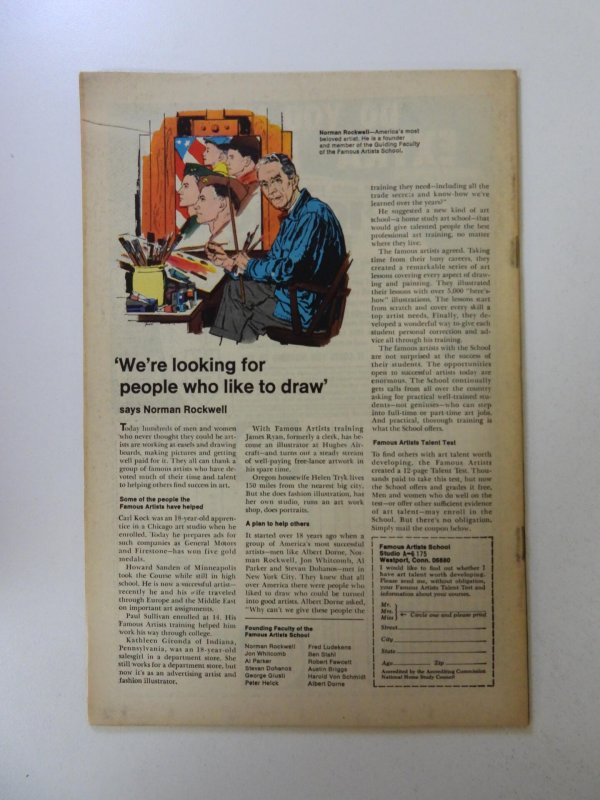 Norman Rockwell—America's most
beloved artist. He is a founder
and member of the Guiding Faculty
of the Famous Artists School.
'We're looking for
people who like to draw'
says Norman Rockwell
Today hundreds of men and women
who never thought they could be art-
ists are working at easels and drawing
boards, making pictures and getting
well paid for it. They all can thank a
group of famous artists who have de-
voted much of their time and talent
to helping others find success in art.
Some of the people the
Famous Artists have helped
Carl Kock was an 18-year-old appren-
tice in a Chicago art studio when he
enrolled. Today he prepares ads for
such companies as General Motors
and Firestone—has won five gold
medals.
Howard Sanden of Minneapolis
took the Course while still in high
school. He is now a successful artist—
recently he and his wife traveled
through Europe and the Middle East
on important art assignments.
Paul Sullivan enrolled at 14. His
Famous Artists training helped him
work his way through college.
Kathleen Gironda of Indiana,
Pennsylvania, was an 18-year-old
salesgirl in a department store. She
still works for a department store, but
now it's as an advertising artist and
fashion illustrator.
With Famous Artists training
James Ryan, formerly a clerk, has be-
come an illustrator at Hughes Air-
craft—and turns out a steady stream
of well-paying free-lance artwork in
his spare time.
Oregon housewife Helen Tryk lives
150 miles from the nearest big city.
But she does fashion illustration, has
her own studio, runs an art work
shop, does portraits.
A plan to help others
It started over 18 years ago when a
group of America's most successful
artists—men like Albert Dorne, Nor-
man Rockwell, Jon Whitcomb, Al
Parker and Stevan Dohanos—met in
New York City. They knew that all
over America there were people who
liked to draw who could be turned
into good artists. Albert Dorne asked,
"Why can't we give these people the
Founding Faculty of the
Famous Artists School
Norman Rockwell
Jon Whitcomb
Al Parker
Stevan Dohanos
George Giusti
Peter Helck
Fred Ludekens
Ben Stahl
Robert Fawcett
Austin Briggs
Harold Von Schmidt
Albert Dorne
training they need—including all the
trade secrets and know-how we've
learned over the years?"
He suggested a new kind of art
school—a home study art school—that
would give talented people the best
professional art training, no matter
where they live.
The famous artists agreed. Taking
time from their busy careers, they
created a remarkable series of art
lessons covering every aspect of draw-
ing and painting. They illustrated
their lessons with over 5,000 "here's-
how" illustrations. The lessons start
from scratch and cover every skill a
top artist needs. Finally, they de-
veloped a wonderful way to give each
student personal correction and ad-
vice all through his training.
The famous artists with the School
are not surprised at the success of
their students. The opportunities
open to successful artists today are
enormous. The School continually
gets calls from all over the country
asking for practical well-trained stu-
dents—not geniuses—who can step
into full-time or part-time art jobs.
And practical, thorough training is
what the School offers.
Famous Artists Talent Test
To find others with art talent worth
developing, the Famous Artists
created a 12-page Talent Test. Thou-
sands paid to take this test, but now
the School offers and grades it free.
Men and women who do well on the
test—or offer other sufficient evidence
of art talent—may enroll in the
School. But there's no obligation.
Simply mail the coupon below.
Famous Artists School
Studio A-6175
Westport, Conn. 06880
I would like to find out whether I
have art talent worth developing.
Please send me, without obligation,
your Famous Artists Talent Test and
information about your courses.
Mr.
Mrs.
Miss
← Circle one and please print
Street
City
State
Age Zip
Accredited by the Accrediting Commission
National Home Study Council